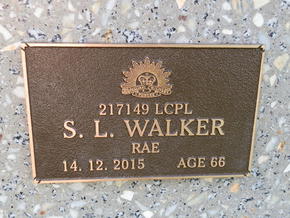 217149 LCPL
S. L. WALKER
RAE
14. 12. 2015 AGE 66